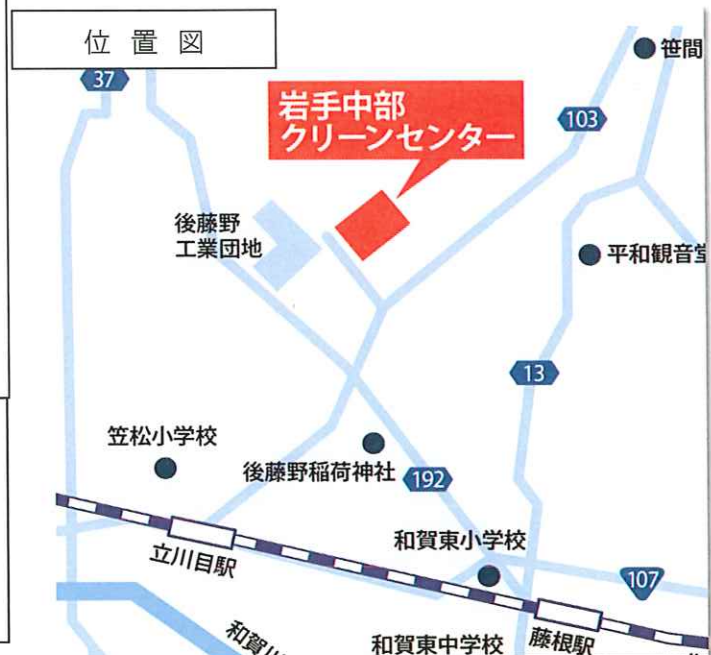 位置図
37
岩手中部
クリーンセンター
103
笹間
後藤野
工業団地
平和観音堂
13
笠松小学校
後藤野稲荷神社
192
立川目駅
和賀東小学校
107
和賀川
和賀東中学校
藤根駅